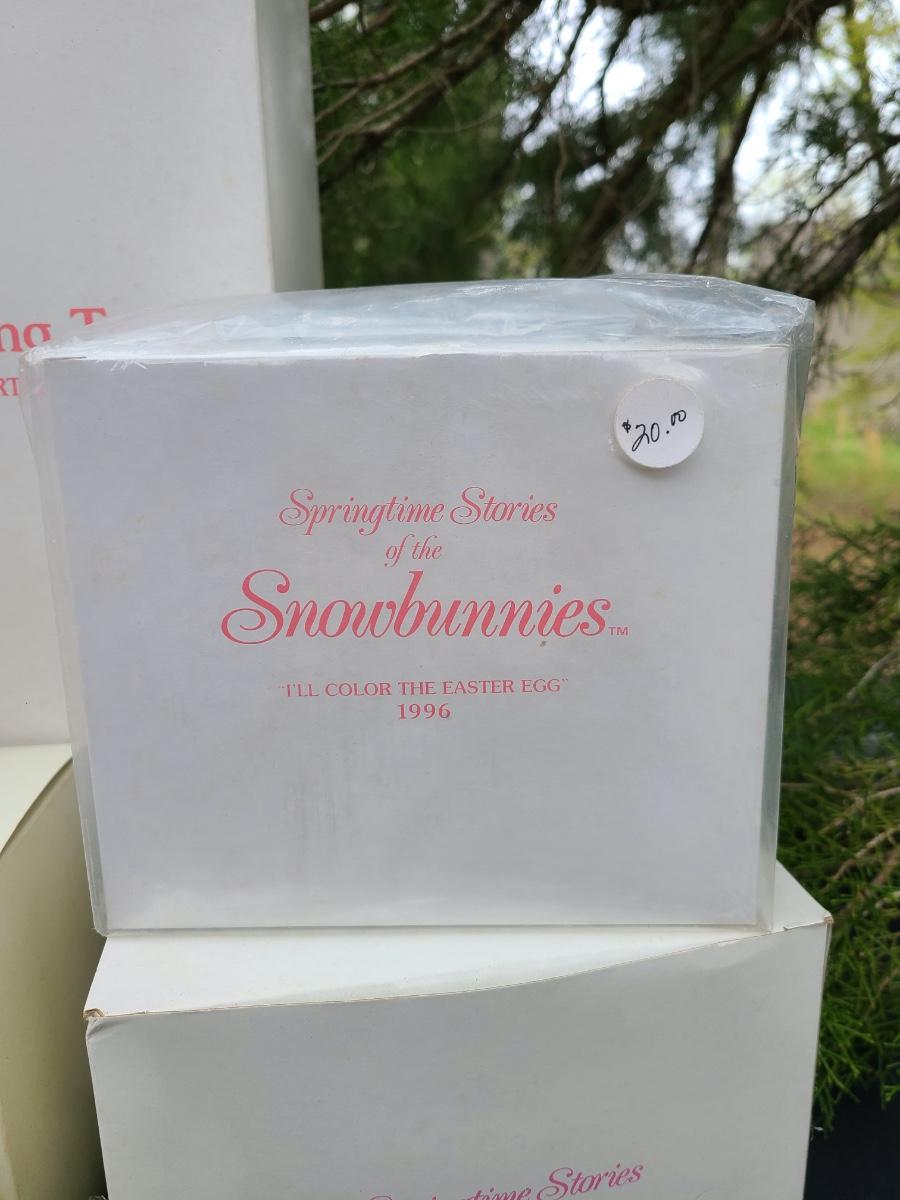 $20.00
Springtime Stories
of the
Snowbunnies™
"I'LL COLOR THE EASTER EGG"
1996
Springtime Stories